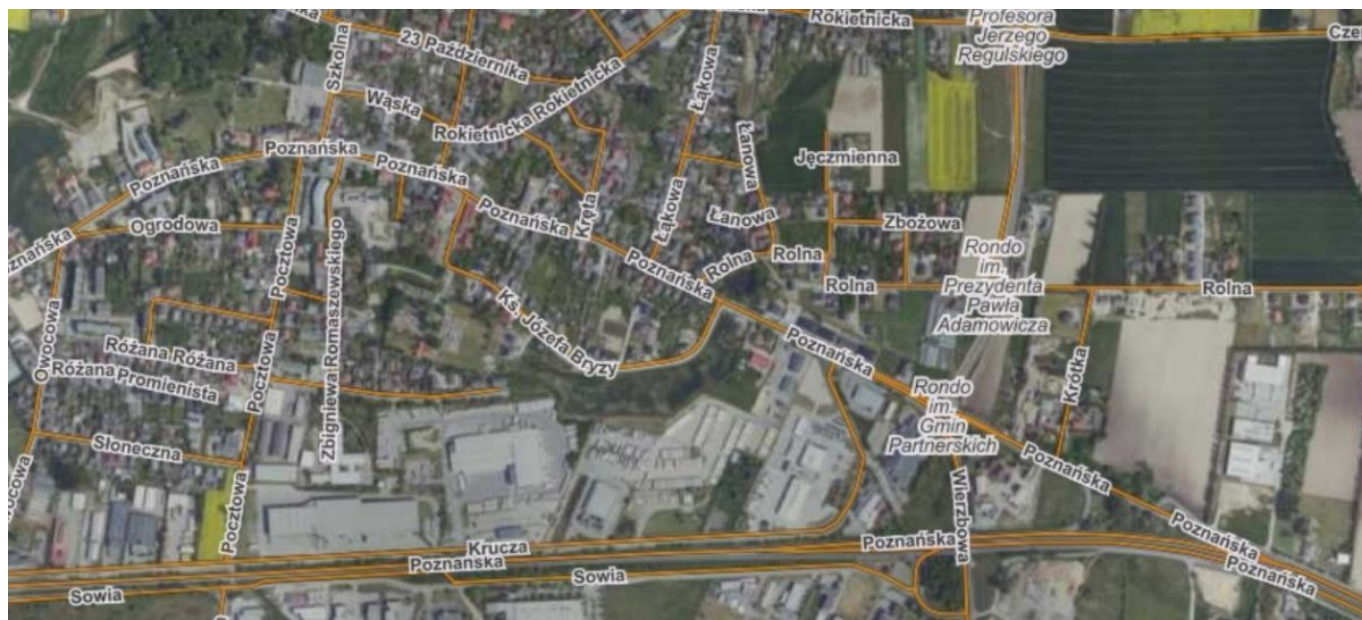 Rokietnicka
Profesora
Jerzego
Regulskiego
23 Października
Szkolna
Łąkowa
Wąska
Rokietnicka Rokietnicka
Łanowa
Jęczmienna
Poznańska
Poznańska
Poznańska
Poznańska
Kręta
Łąkowa
Łanowa
Zbożowa
Ogrodowa
Pocztowa
Zbigniewa Romaszewskiego
Poznańska
Rolna
Rolna
Rolna
Rondo
im.
Prezydenta
Pawła
Adamowicza
Rolna
Ks. Józefa Bryzy
Poznańska
Owocowa
Różana Różana
Różana
Promienista
Pocztowa
Krótka
Rondo
im.
Gmin
Partnerskich
Słoneczna
Poznańska
Wierzbowa
Pocztowa
Krucza
Poznańska
Poznańska
Poznańska
Poznańska
Sowia
Sowia